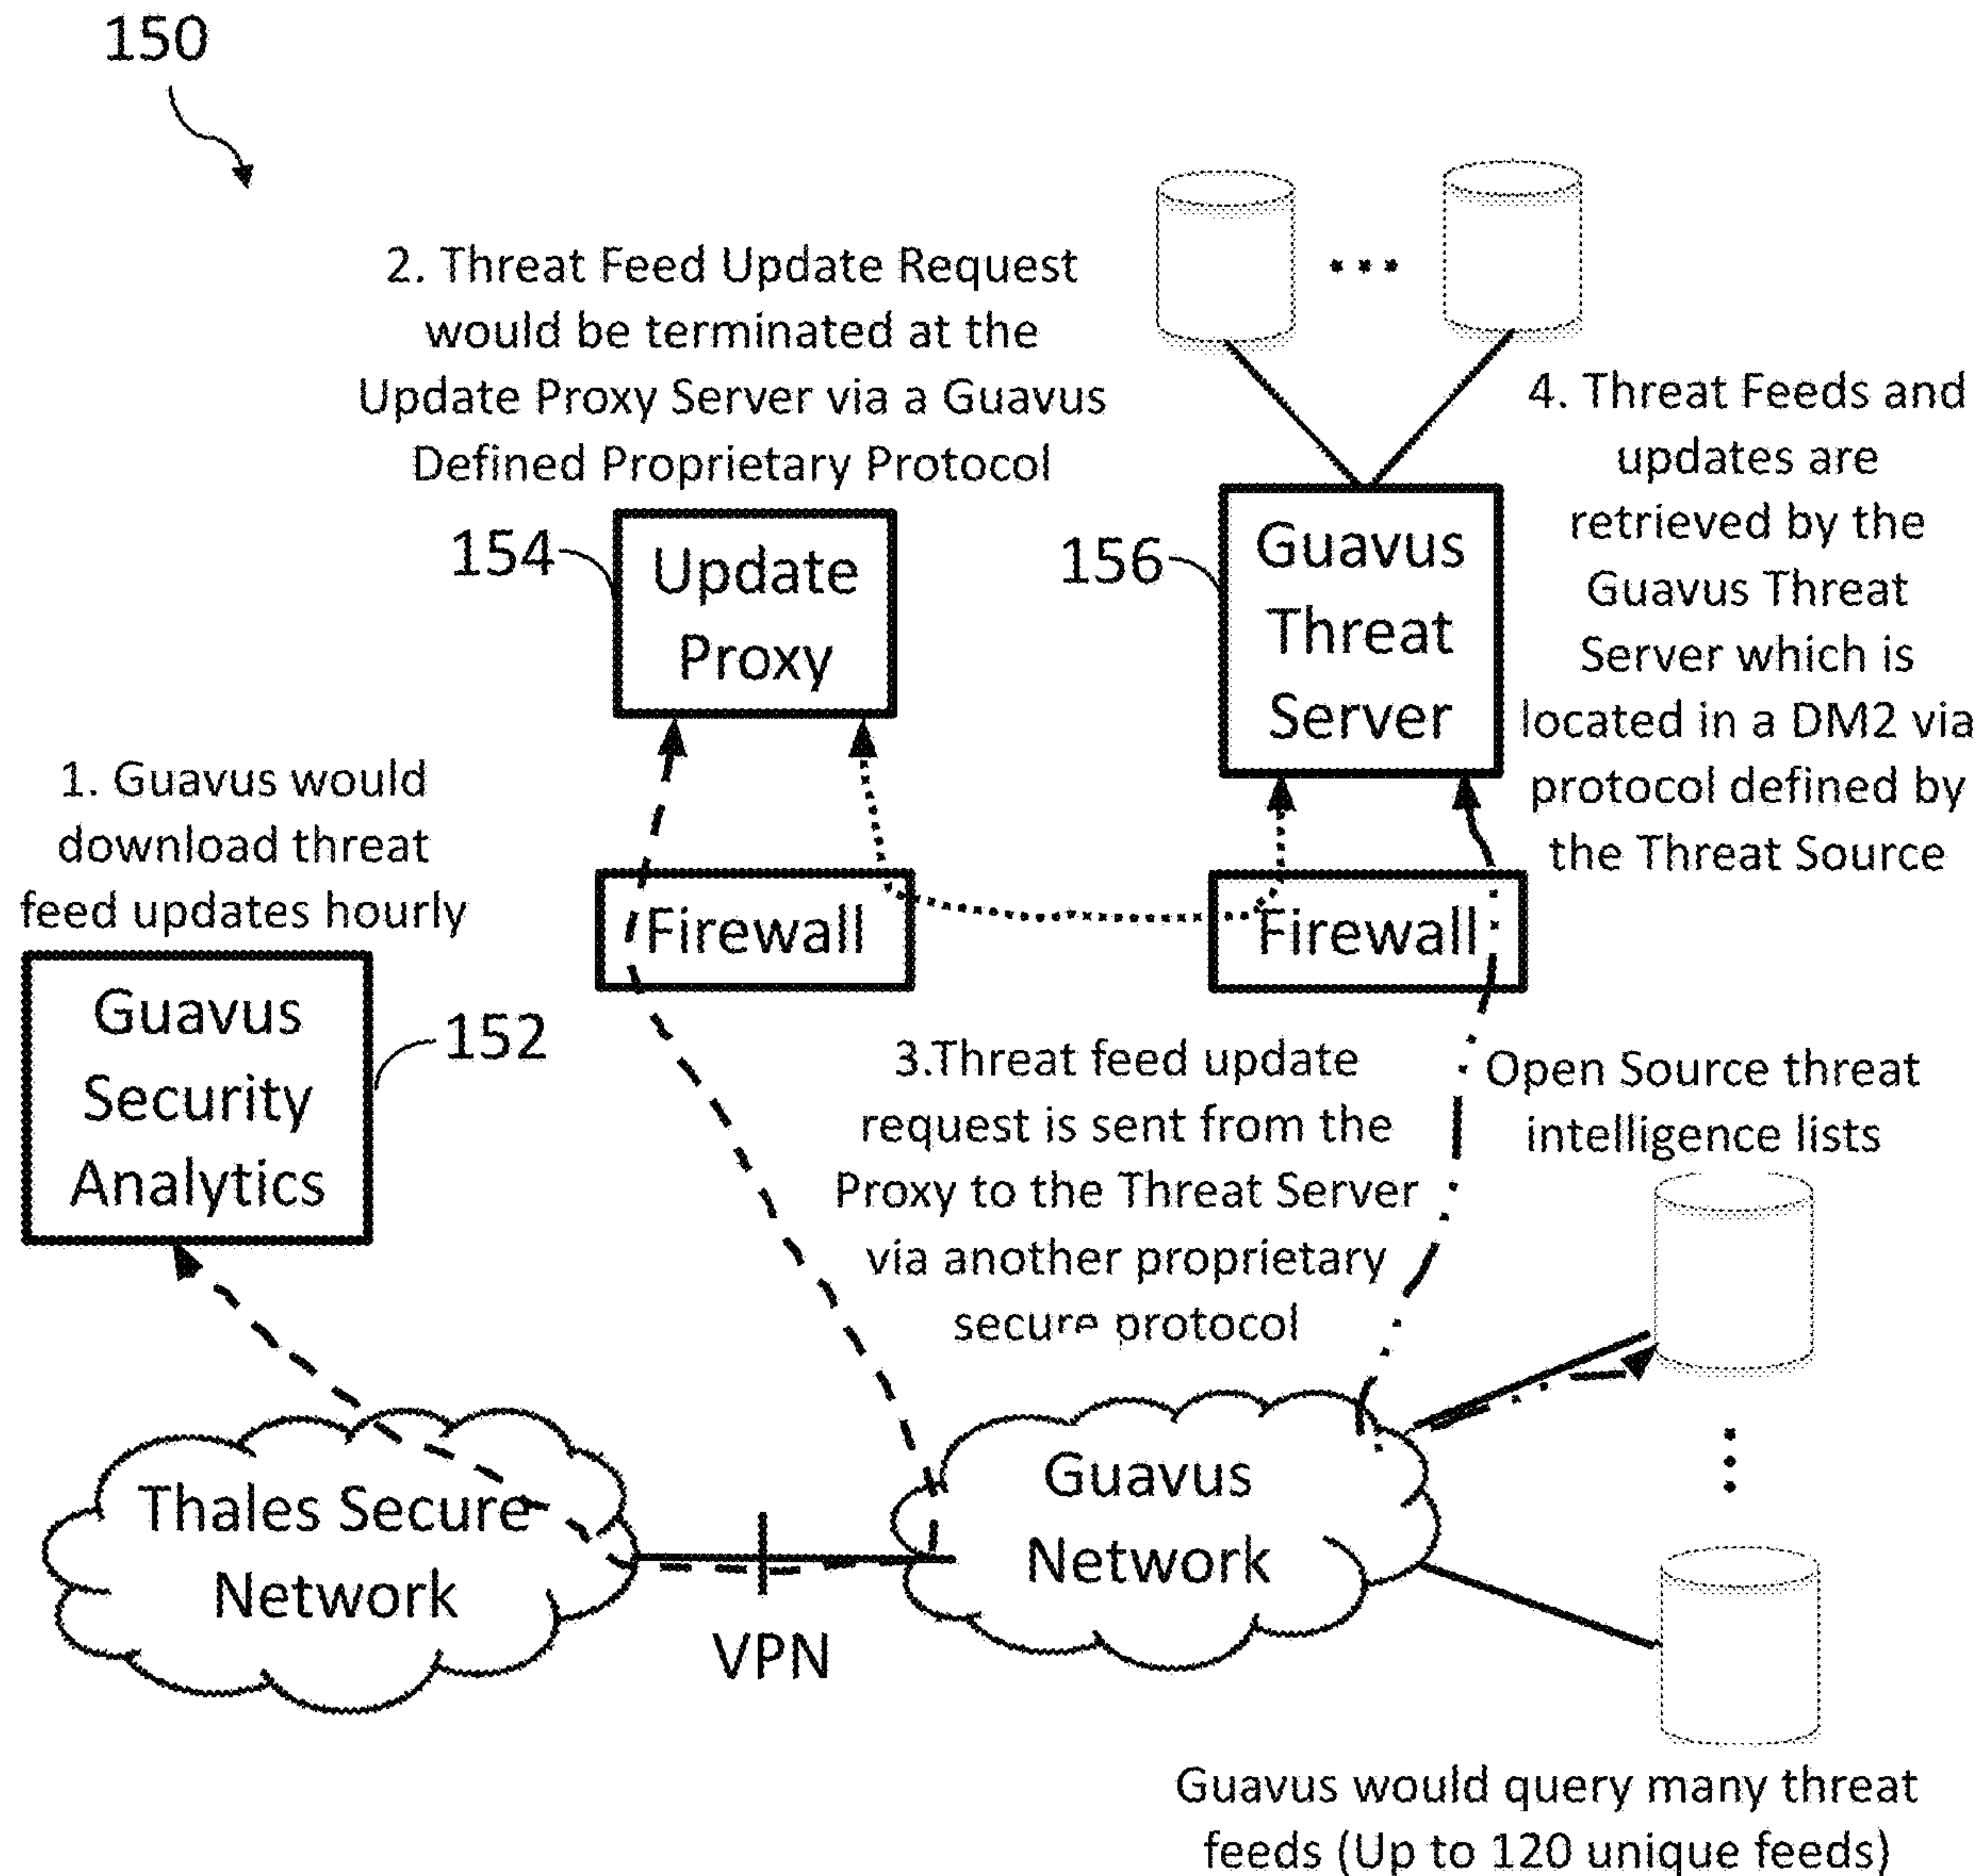 150
2. Threat Feed Update Request
would be terminated at the
Update Proxy Server via a Guavus
Defined Proprietary Protocol
4. Threat Feeds and
updates are
retrieved by the
Guavus Threat
Server which is
located in a DM2 via
protocol defined by
the Threat Source
154
Update
Proxy
156
Guavus
Threat
Server
1. Guavus would
download threat
feed updates hourly
Firewall
Firewall
Guavus
Security
Analytics
152
3.Threat feed update
request is sent from the
Proxy to the Threat Server
via another proprietary
secure protocol
Open Source threat
intelligence lists
Thales Secure
Network
VPN
Guavus
Network
Guavus would query many threat
feeds (Up to 120 unique feeds)